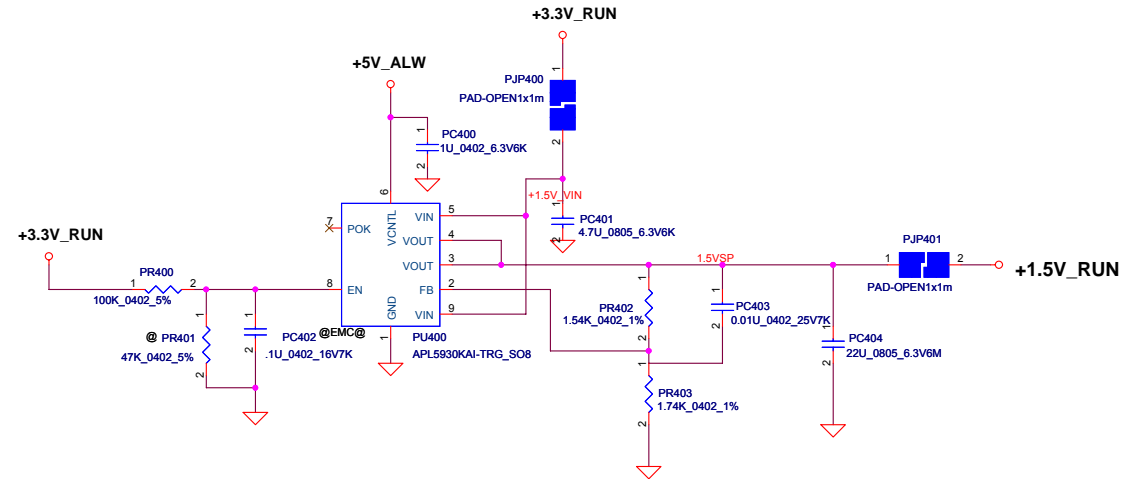 +3.3V_RUN
+5V_ALW
1
PJP400
PAD-OPEN1x1m
2
1
PC400
1U_0402_6.3V6K
2
+1.5V_VIN
1
PC401
4.7U_0805_6.3V6K
2
6
7
POK
VCNTL
VIN
5
VOUT
4
VOUT
3
FB
2
VIN
9
8
EN
GND
1
PU400
APL5930KAI-TRG_SO8
+3.3V_RUN
PR400
1
2
100K_0402_5%
1
@ PR401
47K_0402_5%
2
1
PC402
@EMC@
.1U_0402_16V7K
2
1.5VSP
1
PR402
1.54K_0402_1%
2
1
PC403
0.01U_0402_25V7K
2
1
PR403
1.74K_0402_1%
2
1
PC404
22U_0805_6.3V6M
2
PJP401
1
2
PAD-OPEN1x1m
+1.5V_RUN